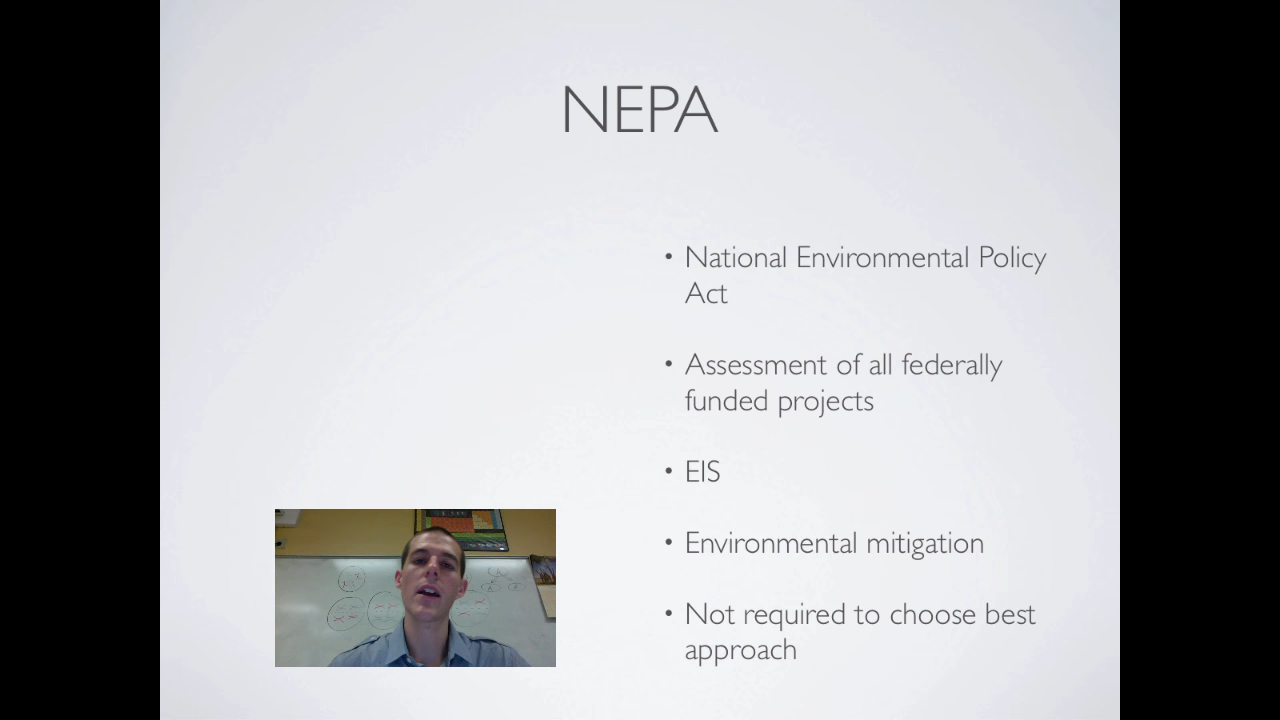 NEPA
• National Environmental Policy
Act
• Assessment of all federally
funded projects
• EIS
• Environmental mitigation
• Not required to choose best
approach